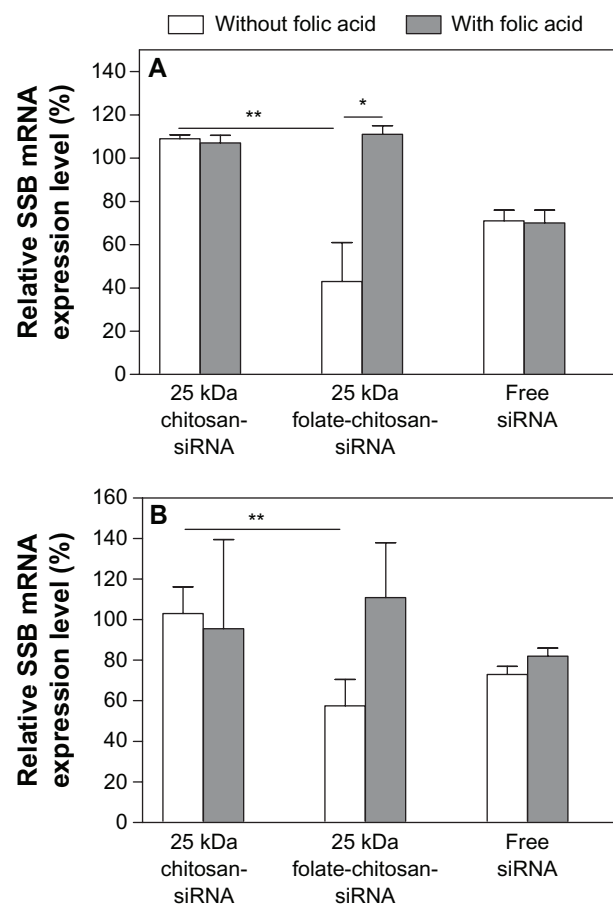 Without folic acid With folic acid
A
Relative SSB mRNA
expression level (%)
140
120
100
80
60
40
20
0
**
*
25 kDa
chitosan-
siRNA
25 kDa
folate-chitosan-
siRNA
Free
siRNA
B
Relative SSB mRNA
expression level (%)
160
140
120
100
80
60
40
20
0
**
25 kDa
chitosan-
siRNA
25 kDa
folate-chitosan-
siRNA
Free
siRNA